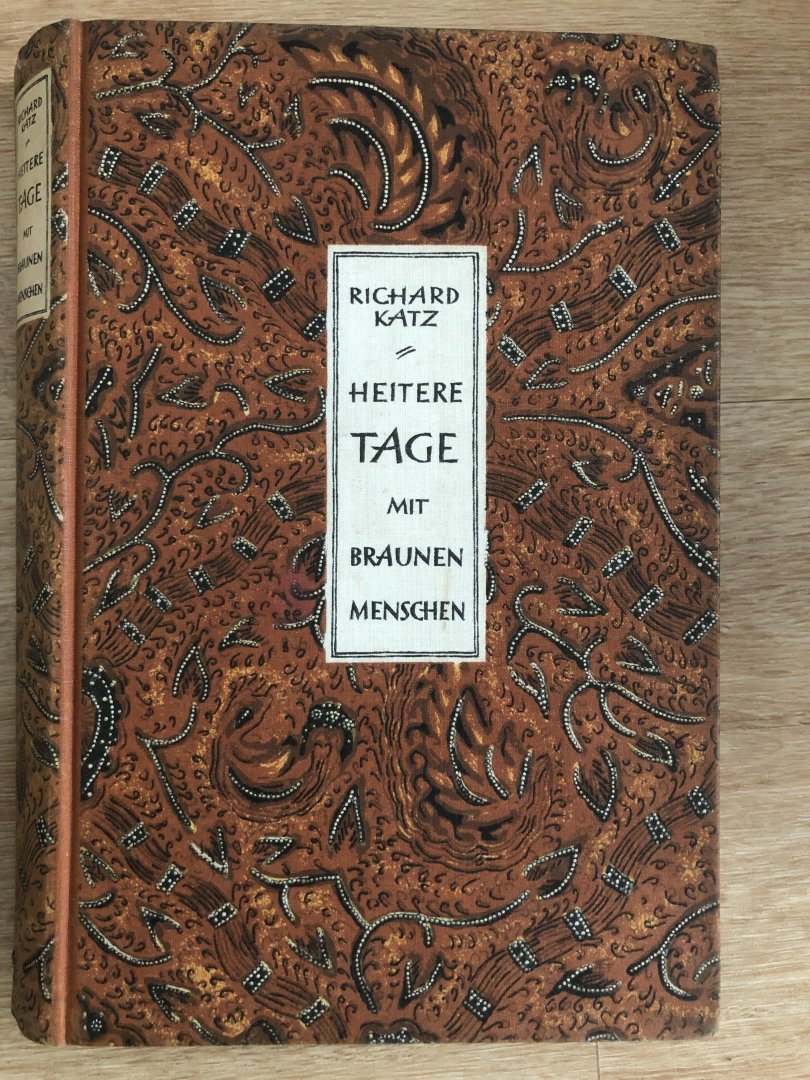 RICHARD
KATZ
HEITERE
TAGE
MIT
BRAUNEN
MENSCHEN
RICHARD
KATZ
HEITERE
TAGE
MIT
BRAUNEN
MENSCHEN